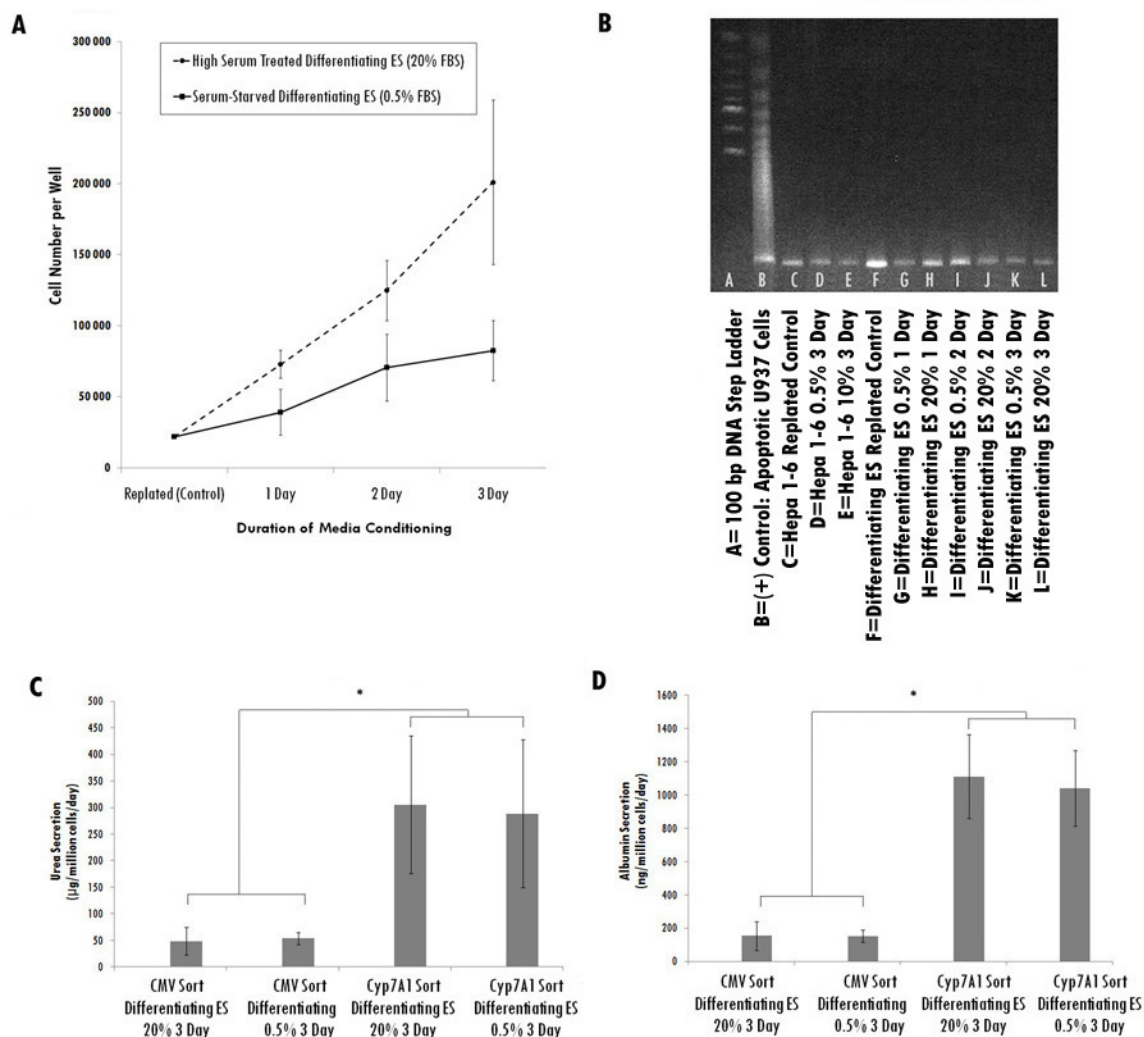 A
300 000
250 000
200 000
150 000
100 000
50 000
0
Cell Number per Well
High Serum Treated Differentiating ES (20% FBS)
Serum-Starved Differentiating ES (0.5% FBS)
Replated (Control)
1 Day
2 Day
3 Day
Duration of Media Conditioning
B
A B C D E F G H I J K L
A= 100 bp DNA Step Ladder
B=(+) Control: Apoptotic U937 Cells
C=Hepa 1-6 Replated Control
D=Hepa 1-6 0.5% 3 Day
E=Hepa 1-6 10% 3 Day
F=Differentiating ES Replated Control
G=Differentiating ES 0.5% 1 Day
H=Differentiating ES 20% 1 Day
I=Differentiating ES 0.5% 2 Day
J=Differentiating ES 20% 2 Day
K=Differentiating ES 0.5% 3 Day
L=Differentiating ES 20% 3 Day
C
500
450
400
350
300
250
200
150
100
50
0
Urea Secretion
(µg/million cells/day)
*
CMV Sort
Differentiating ES
20% 3 Day
CMV Sort
Differentiating
0.5% 3 Day
Cyp7A1 Sort
Differentiating ES
20% 3 Day
Cyp7A1 Sort
Differentiating ES
0.5% 3 Day
D
1600
1400
1200
1000
800
600
400
200
0
Albumin Secretion
(ng/million cells/day)
*
CMV Sort
Differentiating ES
20% 3 Day
CMV Sort
Differentiating ES
0.5% 3 Day
Cyp7A1 Sort
Differentiating ES
20% 3 Day
Cyp7A1 Sort
Differentiating ES
0.5% 3 Day